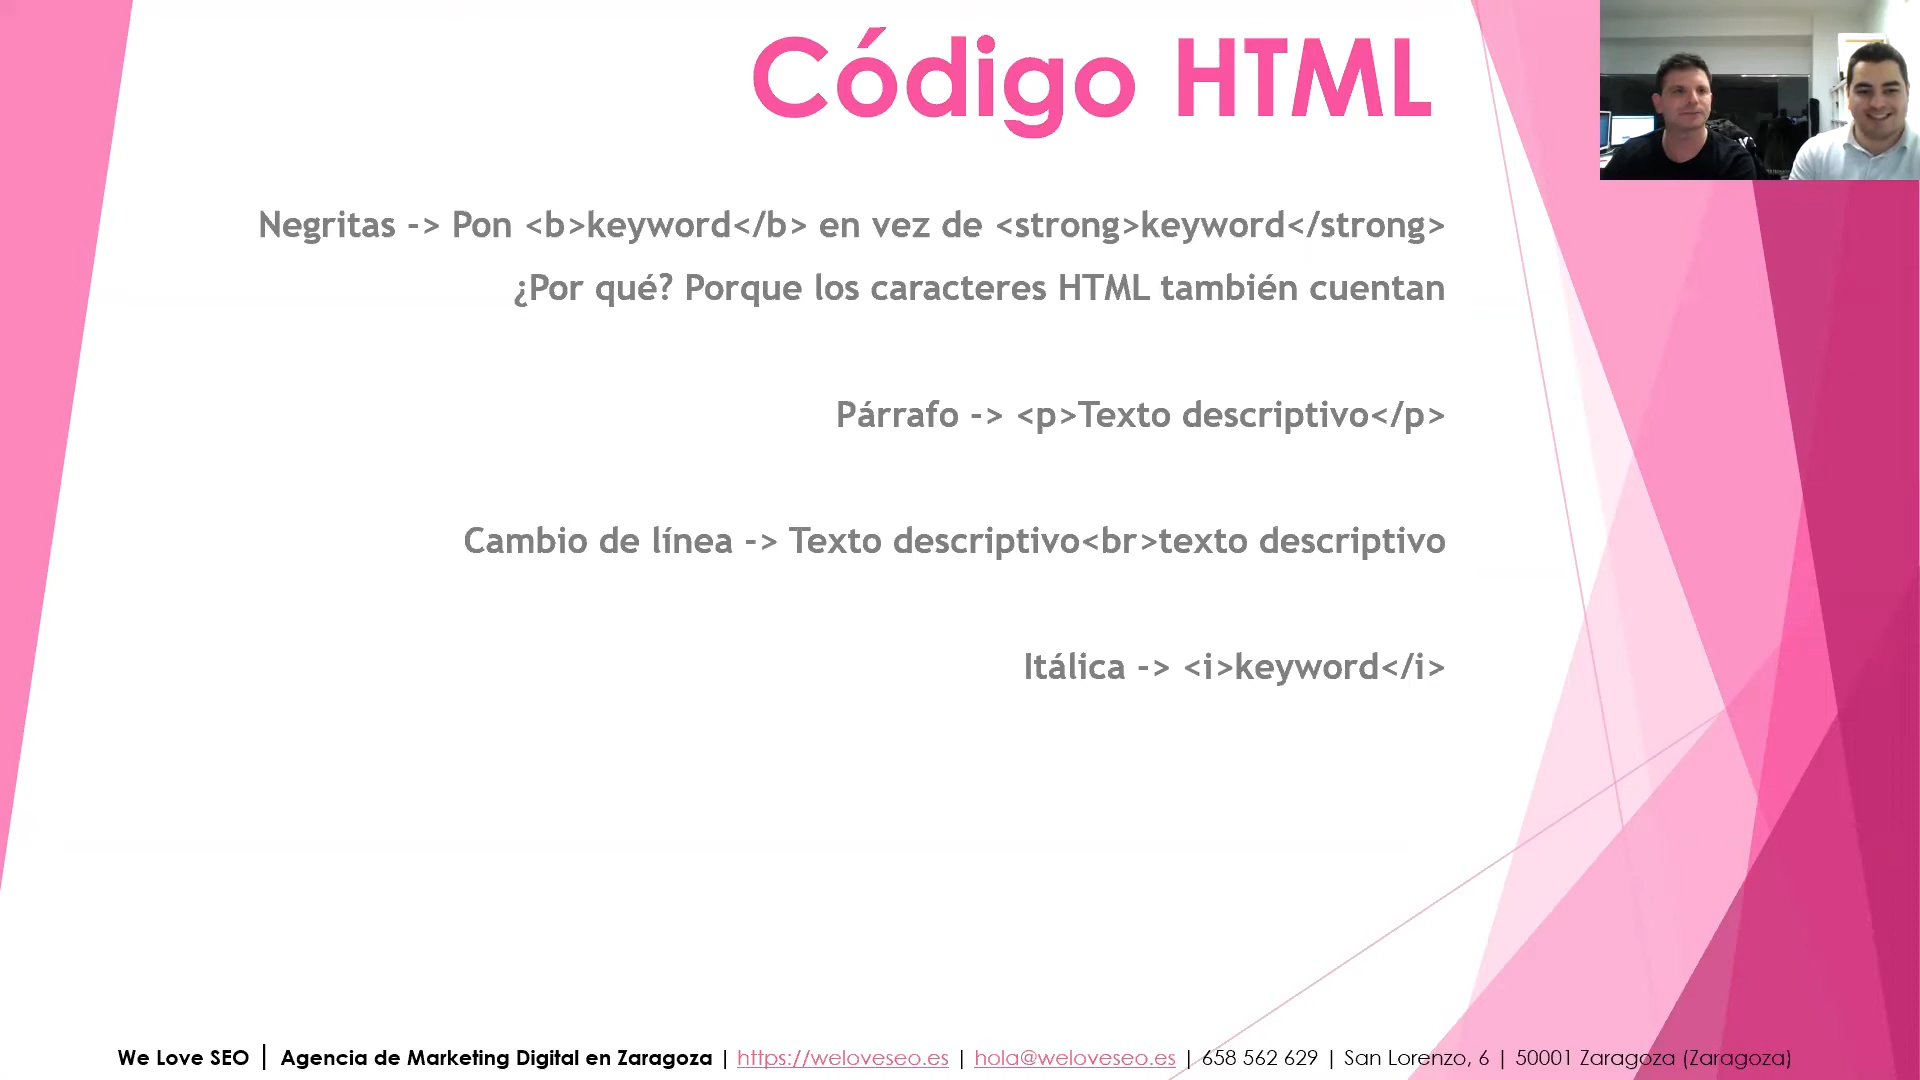 Código HTML
Negritas -> Pon <b>keyword</b> en vez de <strong>keyword</strong>
¿Por qué? Porque los caracteres HTML también cuentan
Párrafo -> <p>Texto descriptivo</p>
Cambio de línea -> Texto descriptivo<br>texto descriptivo
Itálica -> <i>keyword</i>
We Love SEO | Agencia de Marketing Digital en Zaragoza | https://weloveseo.es | hola@weloveseo.es | 658 562 629 | San Lorenzo, 6 | 50001 Zaragoza (Zaragoza)